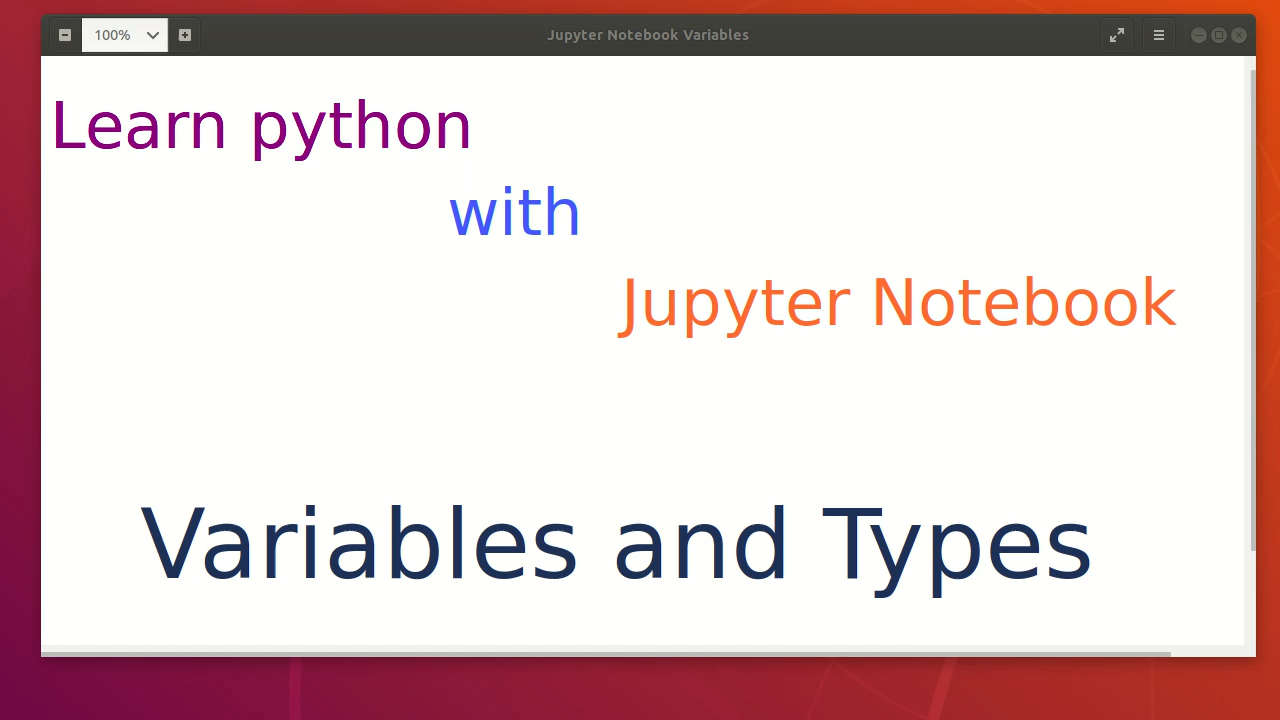 100%
Jupyter Notebook Variables
Learn python
with
Jupyter Notebook
Variables and Types